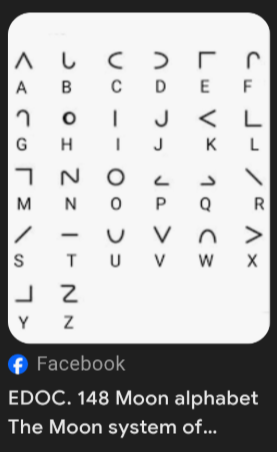 A B C D E F
G H I J K L
M N O P Q R
S T U V W X
Y Z
Facebook
EDOC. 148 Moon alphabet
The Moon system of...